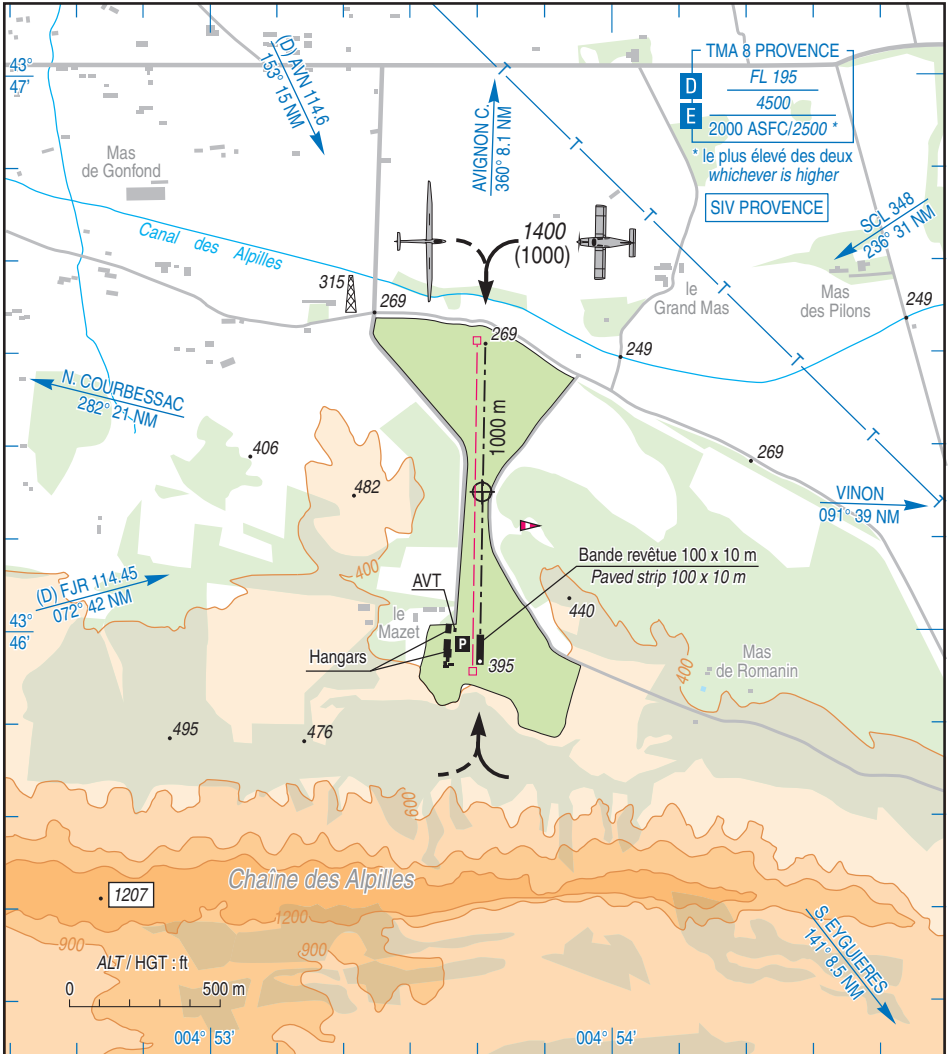 43°
47'
(D) AVN 114.6
153° 15 NM
AVIGNON C.
360° 8.1 NM
TMA 8 PROVENCE
D
E
FL 195
4500
2000 ASFC/2500 *
* le plus élevé des deux
whichever is higher
SIV PROVENCE
Mas
de Gonfond
Canal des Alpilles
1400
(1000)
SCL 348
236° 31 NM
315
269
269
le
Grand Mas
Mas
des Pilons
249
249
N. COURBESSAC
282° 21 NM
1000 m
406
482
269
VINON
091° 39 NM
Bande revêtue 100 x 10 m
Paved strip 100 x 10 m
400
(D) FJR 114.45
072° 42 NM
AVT
440
43°
46'
le
Mazet
P
Hangars
395
Mas
de Romanin
400
495
476
600
Chaîne des Alpilles
1207
1200
900
900
S. EYGUIERES
141° 8.5 NM
ALT / HGT : ft
0
500 m
004° 53'
004° 54'
T
T
T
T
T
T
T